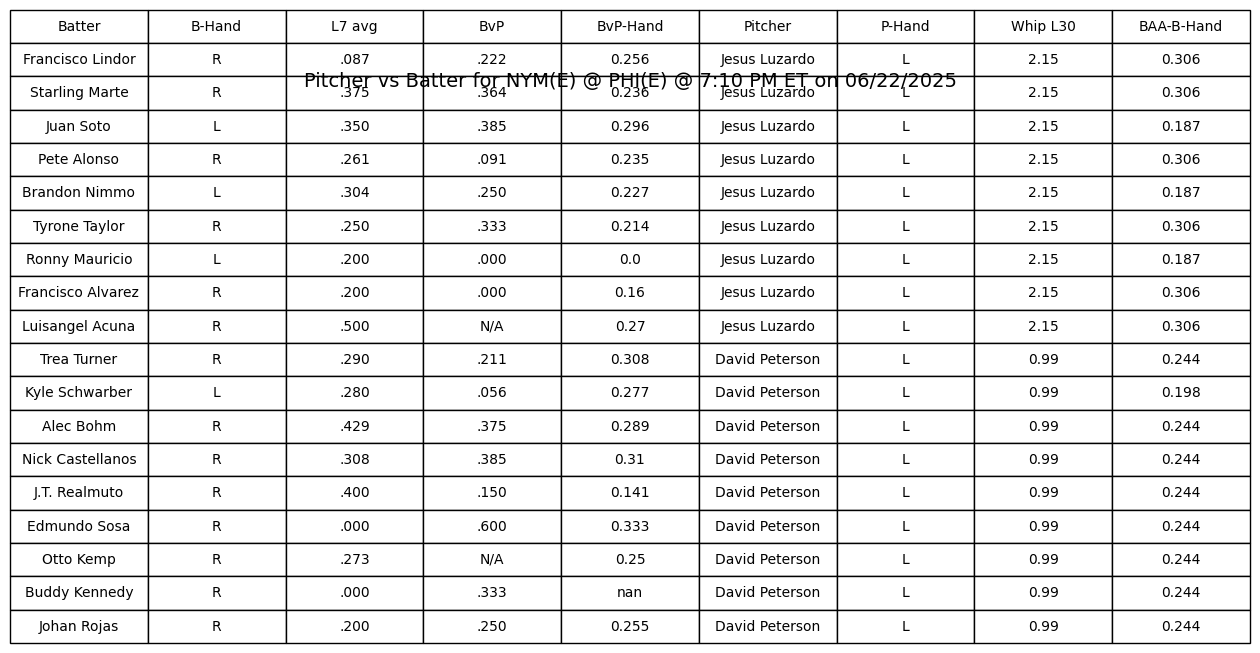 Batter B-Hand L7 avg BvP BvP-Hand Pitcher P-Hand Whip L30 BAA-B-Hand
Francisco Lindor R .087 .222 0.256 Jesus Luzardo L 2.15 0.306
Pitcher vs Batter for NYM(E) @ PHI(E) @ 7:10 PM ET on 06/22/2025
Starling Marte R .375 .364 0.236 Jesus Luzardo L 2.15 0.306
Juan Soto L .350 .385 0.296 Jesus Luzardo L 2.15 0.187
Pete Alonso R .261 .091 0.235 Jesus Luzardo L 2.15 0.306
Brandon Nimmo L .304 .250 0.227 Jesus Luzardo L 2.15 0.187
Tyrone Taylor R .250 .333 0.214 Jesus Luzardo L 2.15 0.306
Ronny Mauricio L .200 .000 0.0 Jesus Luzardo L 2.15 0.187
Francisco Alvarez R .200 .000 0.16 Jesus Luzardo L 2.15 0.306
Luisangel Acuna R .500 N/A 0.27 Jesus Luzardo L 2.15 0.306
Trea Turner R .290 .211 0.308 David Peterson L 0.99 0.244
Kyle Schwarber L .280 .056 0.277 David Peterson L 0.99 0.198
Alec Bohm R .429 .375 0.289 David Peterson L 0.99 0.244
Nick Castellanos R .308 .385 0.31 David Peterson L 0.99 0.244
J.T. Realmuto R .400 .150 0.141 David Peterson L 0.99 0.244
Edmundo Sosa R .000 .600 0.333 David Peterson L 0.99 0.244
Otto Kemp R .273 N/A 0.25 David Peterson L 0.99 0.244
Buddy Kennedy R .000 .333 nan David Peterson L 0.99 0.244
Johan Rojas R .200 .250 0.255 David Peterson L 0.99 0.244